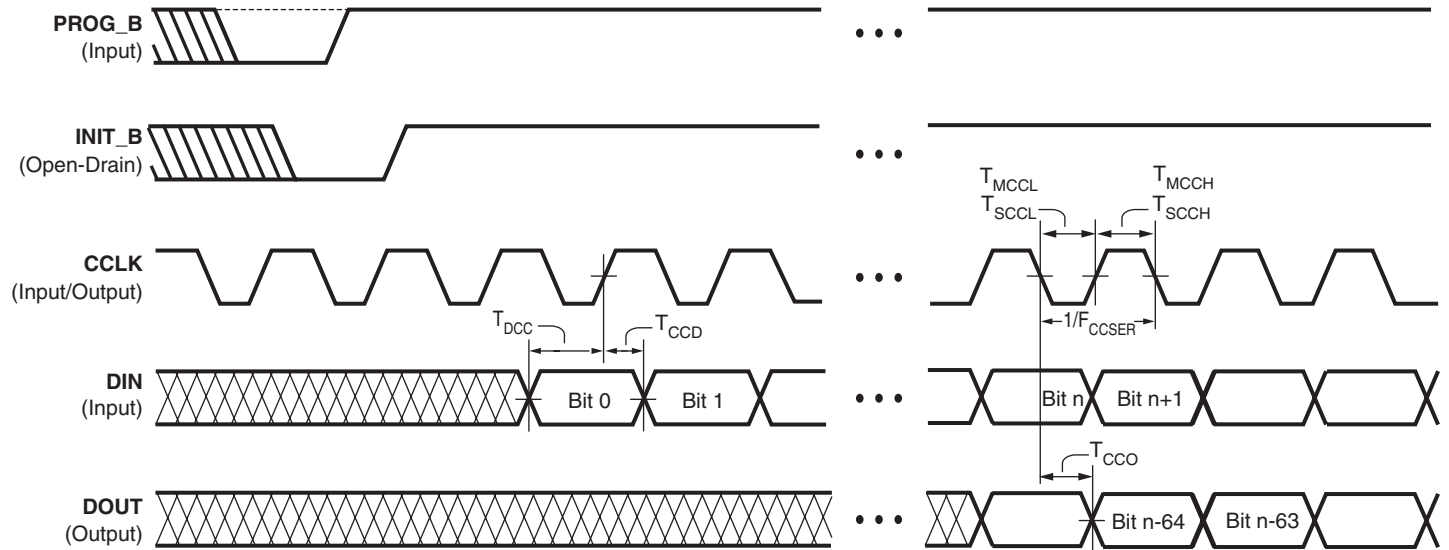 PROG_B
(Input)
INIT_B
(Open-Drain)
T_MCCL
T_SCCL
T_MCCH
T_SCCH
CCLK
(Input/Output)
1/F_CCSER
T_DCC
T_CCD
DIN
(Input)
Bit 0
Bit 1
Bit n
Bit n+1
T_CCO
DOUT
(Output)
Bit n-64
Bit n-63